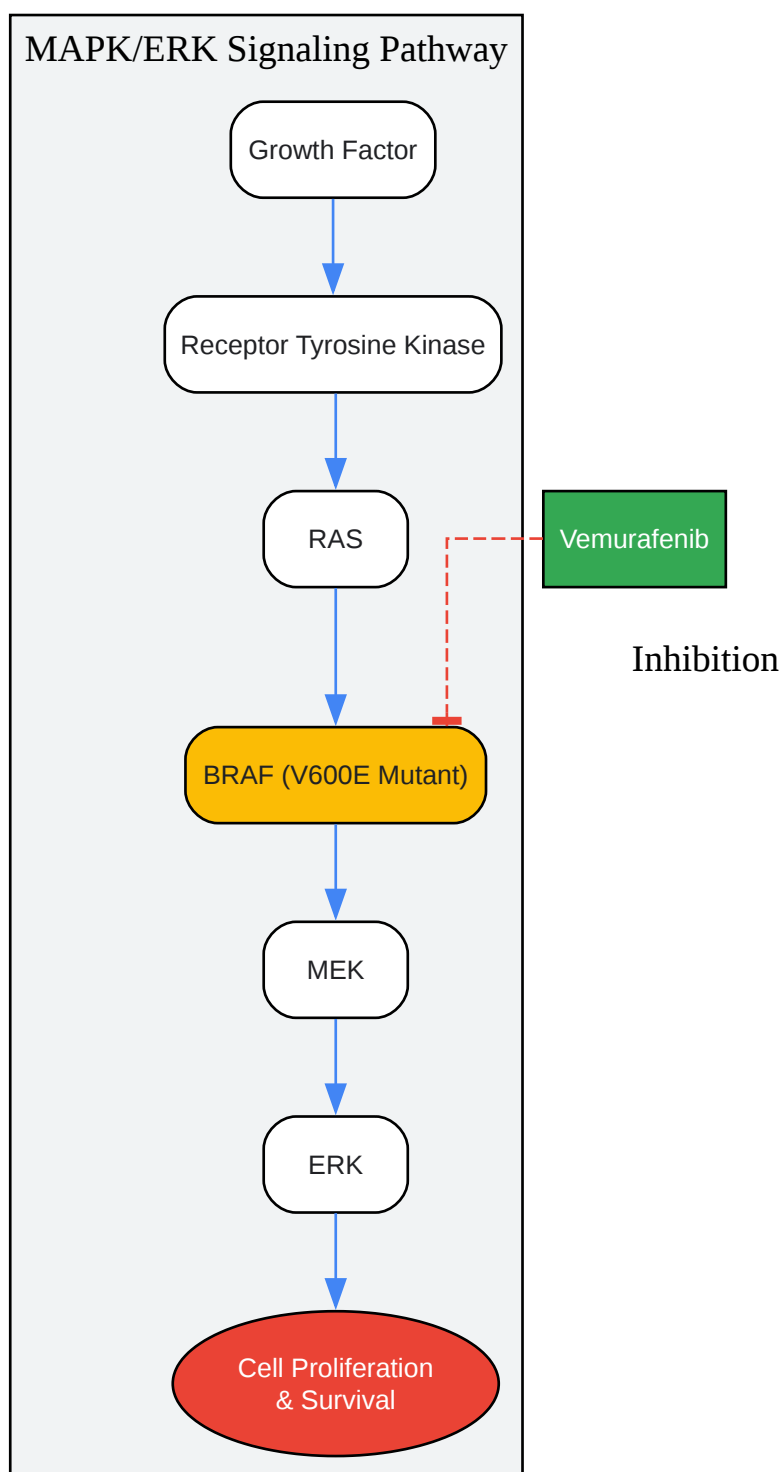 MAPK/ERK Signaling Pathway
Growth Factor
Receptor Tyrosine Kinase
RAS
Vemurafenib
Inhibition
BRAF (V600E Mutant)
MEK
ERK
Cell Proliferation
& Survival